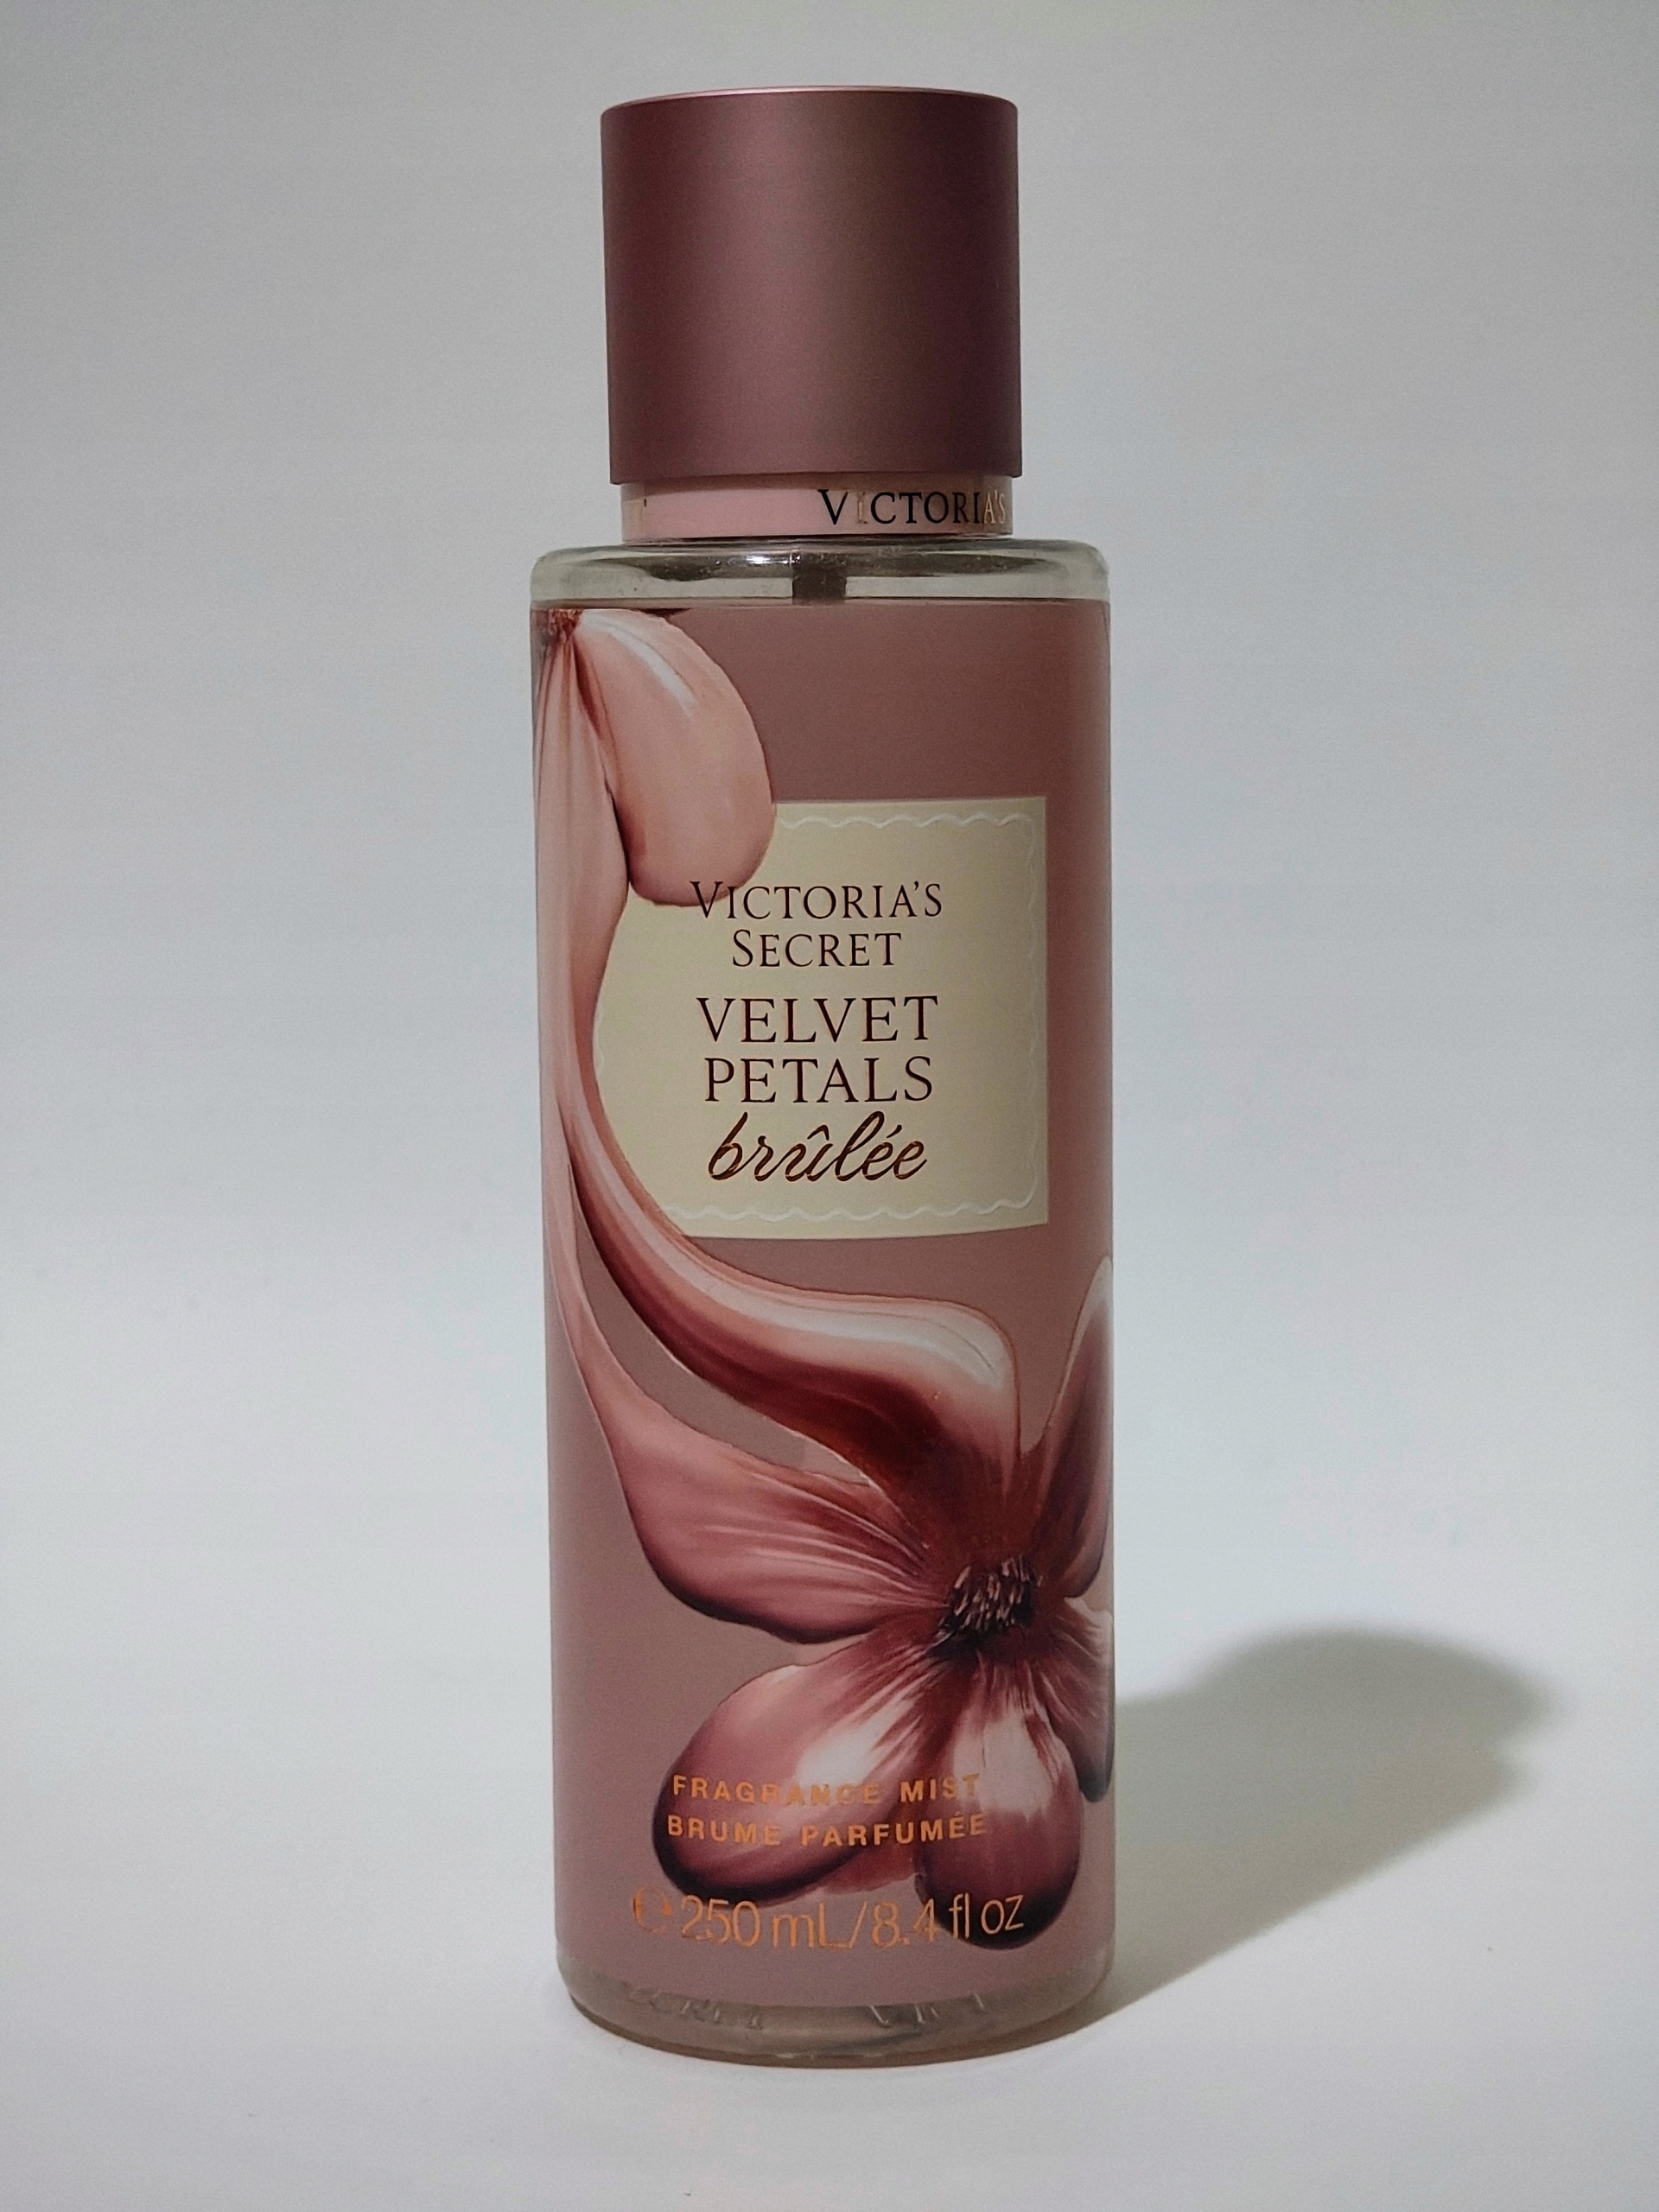 VICTORIA'S
VICTORIA'S
SECRET
VELVET
PETALS
brûlée
FRAGRANCE MIST
BRUME PARFUMÉE
℮ 250 mL/8.4 fl oz